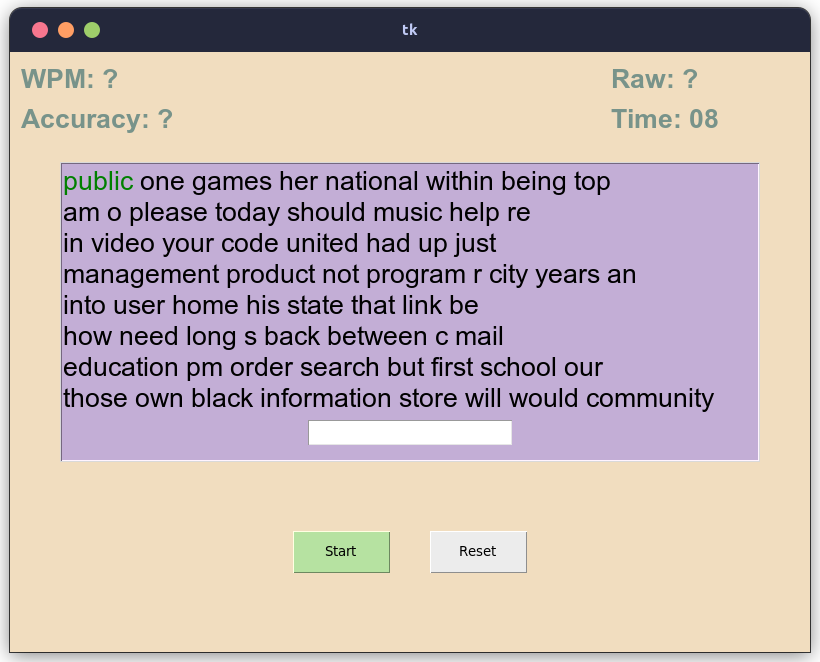 tk
WPM: ?
Raw: ?
Accuracy: ?
Time: 08
public one games her national within being top
am o please today should music help re
in video your code united had up just
management product not program r city years an
into user home his state that link be
how need long s back between c mail
education pm order search but first school our
those own black information store will would community
Start
Reset